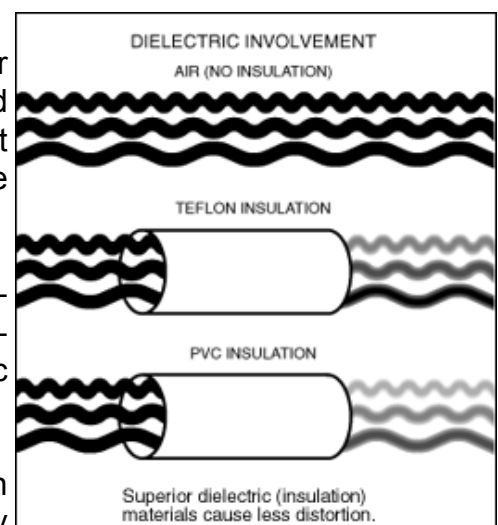 DIELECTRIC INVOLVEMENT
AIR (NO INSULATION)
TEFLON INSULATION
PVC INSULATION
Superior dielectric (insulation)
materials cause less distortion.